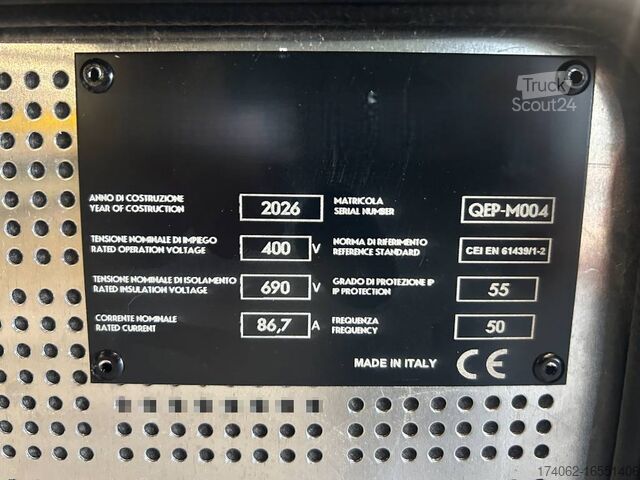 Truck
Scout24
ANNO DI COSTRUZIONE
YEAR OF COSTRUCTION
2026
MATRICOLA
SERIAL NUMBER
QEP-M004
TENSIONE NOMINALE DI IMPIEGO
RATED OPERATION VOLTAGE
400 V
NORMA DI RIFERIMENTO
REFERENCE STANDARD
CEI EN 61439/1-2
TENSIONE NOMINALE DI ISOLAMENTO
RATED INSULATION VOLTAGE
690 V
GRADO DI PROTEZIONE IP
IP PROTECTION
55
CORRENTE NOMINALE
RATED CURRENT
86,7 A
FREQUENZA
FREQUENCY
50
MADE IN ITALY CE
174062-16551406